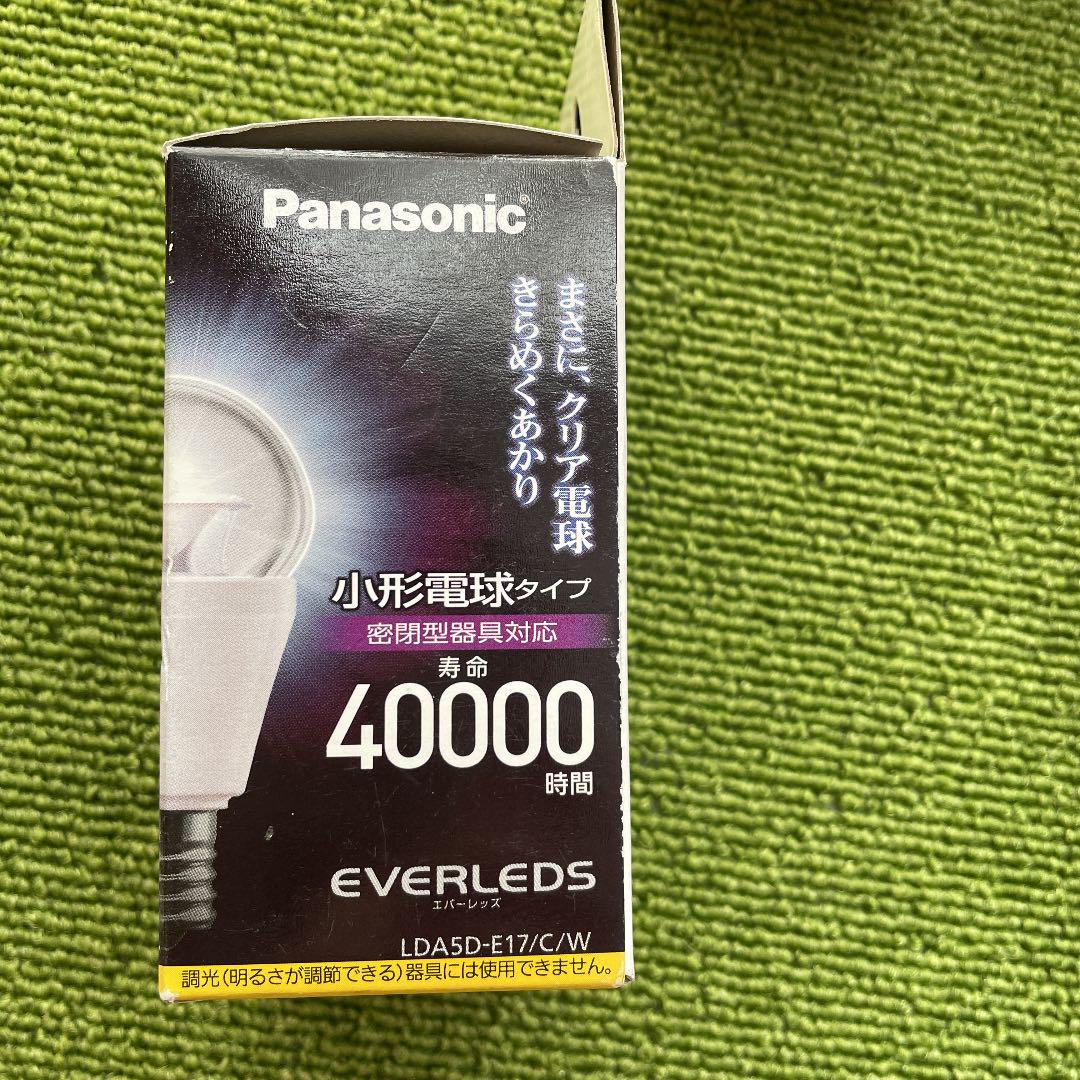 Panasonic®
まさに、クリア電球
きらめくあかり
小形電球タイプ
密閉型器具対応
寿命
40000
時間
EVERLEDS
エバーレッズ
LDA5D-E17/C/W
調光(明るさが調節できる)器具には使用できません。